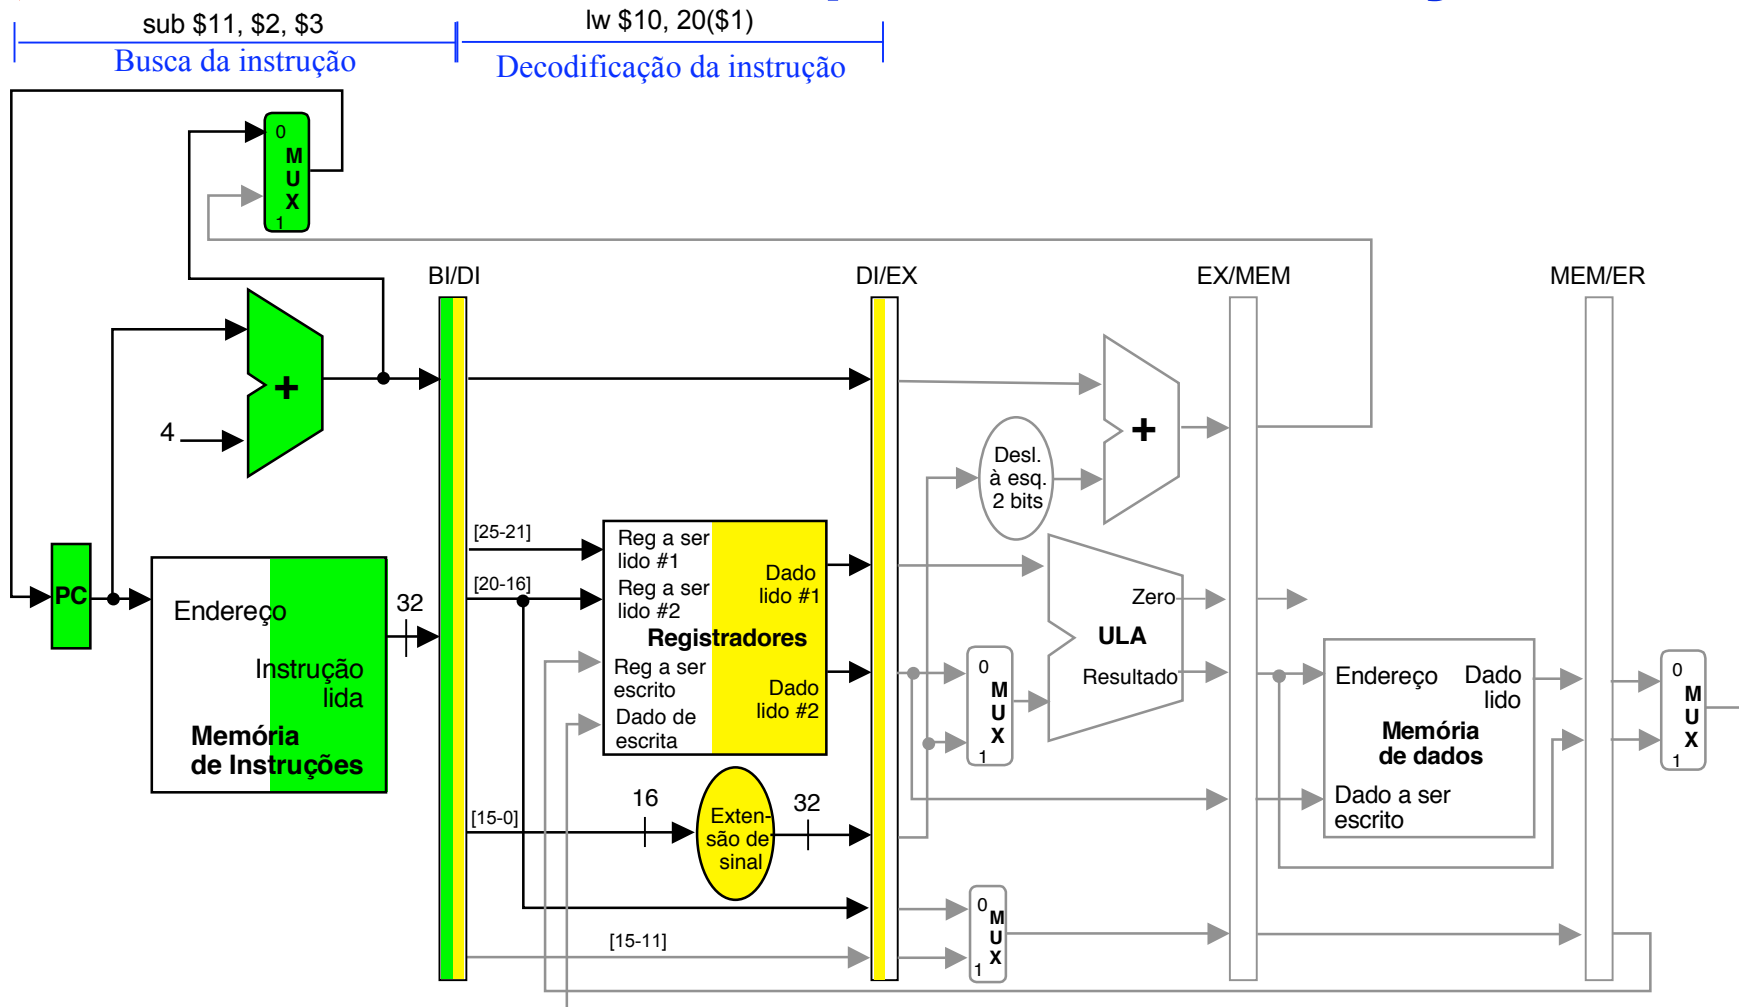 sub $11, $2, $3
lw $10, 20($1)
Busca da instrução
Decodificação da instrução
0
M
U
X
1
BI/DI
DI/EX
EX/MEM
MEM/ER
+
4
+
Desl.
à esq.
2 bits
[25-21]
[20-16]
PC
Endereço
Instrução
lida
Memória
de Instruções
32
Reg a ser
lido #1
Reg a ser
lido #2
Registradores
Reg a ser
escrito
Dado de
escrita
Dado
lido #1
Dado
lido #2
Zero
ULA
Resultado
0
M
U
X
1
Endereço
Dado
lido
Memória
de dados
Dado a ser
escrito
0
M
U
X
1
[15-0]
16
Exten-
são de
sinal
32
[15-11]
0
M
U
X
1